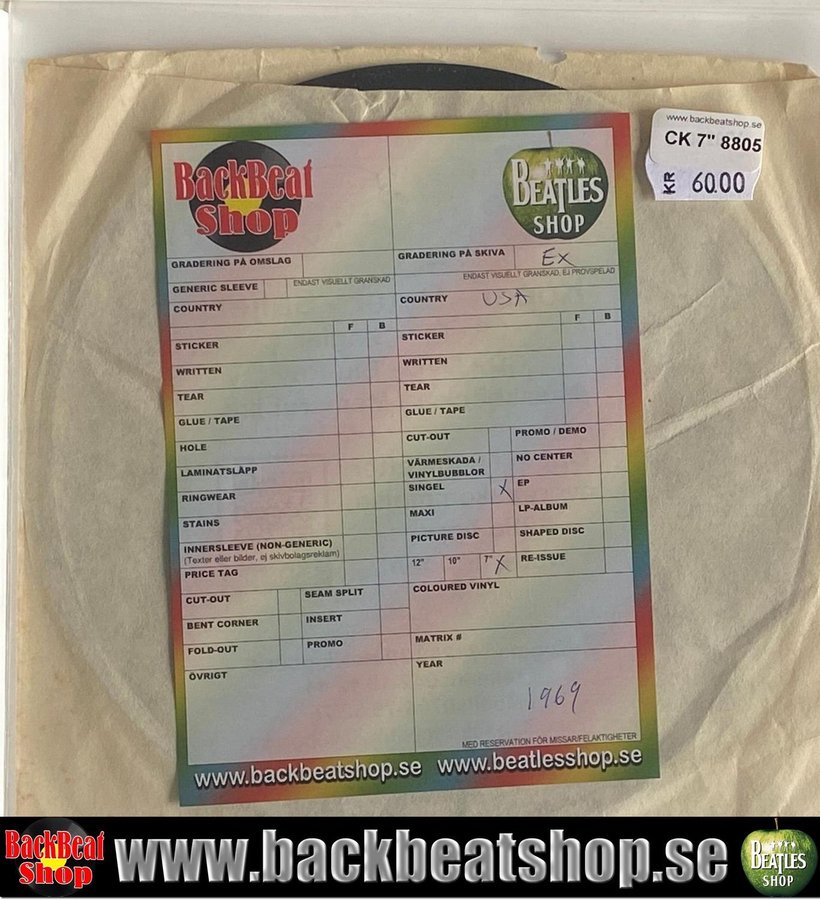 www.backbeatshop.se
CK 7" 8805
KR 60.00
BackBeat
Shop
BEATLES
SHOP
GRADERING PÅ OMSLAG
GENERIC SLEEVE
ENDAST VISUELLT GRANSKAD
COUNTRY
F B
STICKER
WRITTEN
TEAR
GLUE / TAPE
HOLE
LAMINATSLÄPP
RINGWEAR
STAINS
INNERSLEEVE (NON-GENERIC)
(Texter eller bilder, ej skivbolagsreklam)
PRICE TAG
CUT-OUT SEAM SPLIT
BENT CORNER INSERT
FOLD-OUT PROMO
ÖVRIGT
GRADERING PÅ SKIVA Ex
ENDAST VISUELLT GRANSKAD, EJ PROVSPELAD
COUNTRY USA
F B
STICKER
WRITTEN
TEAR
GLUE / TAPE
CUT-OUT PROMO / DEMO
VÄRMESKADA /
VINYLBUBBLOR NO CENTER
SINGEL X EP
MAXI LP-ALBUM
PICTURE DISC SHAPED DISC
12" 10" 7" X RE-ISSUE
COLOURED VINYL
MATRIX #
YEAR
1969
MED RESERVATION FÖR MISSAR/FELAKTIGHETER
www.backbeatshop.se www.beatlesshop.se
BackBeat
Shop
www.backbeatshop.se
BEATLES
SHOP